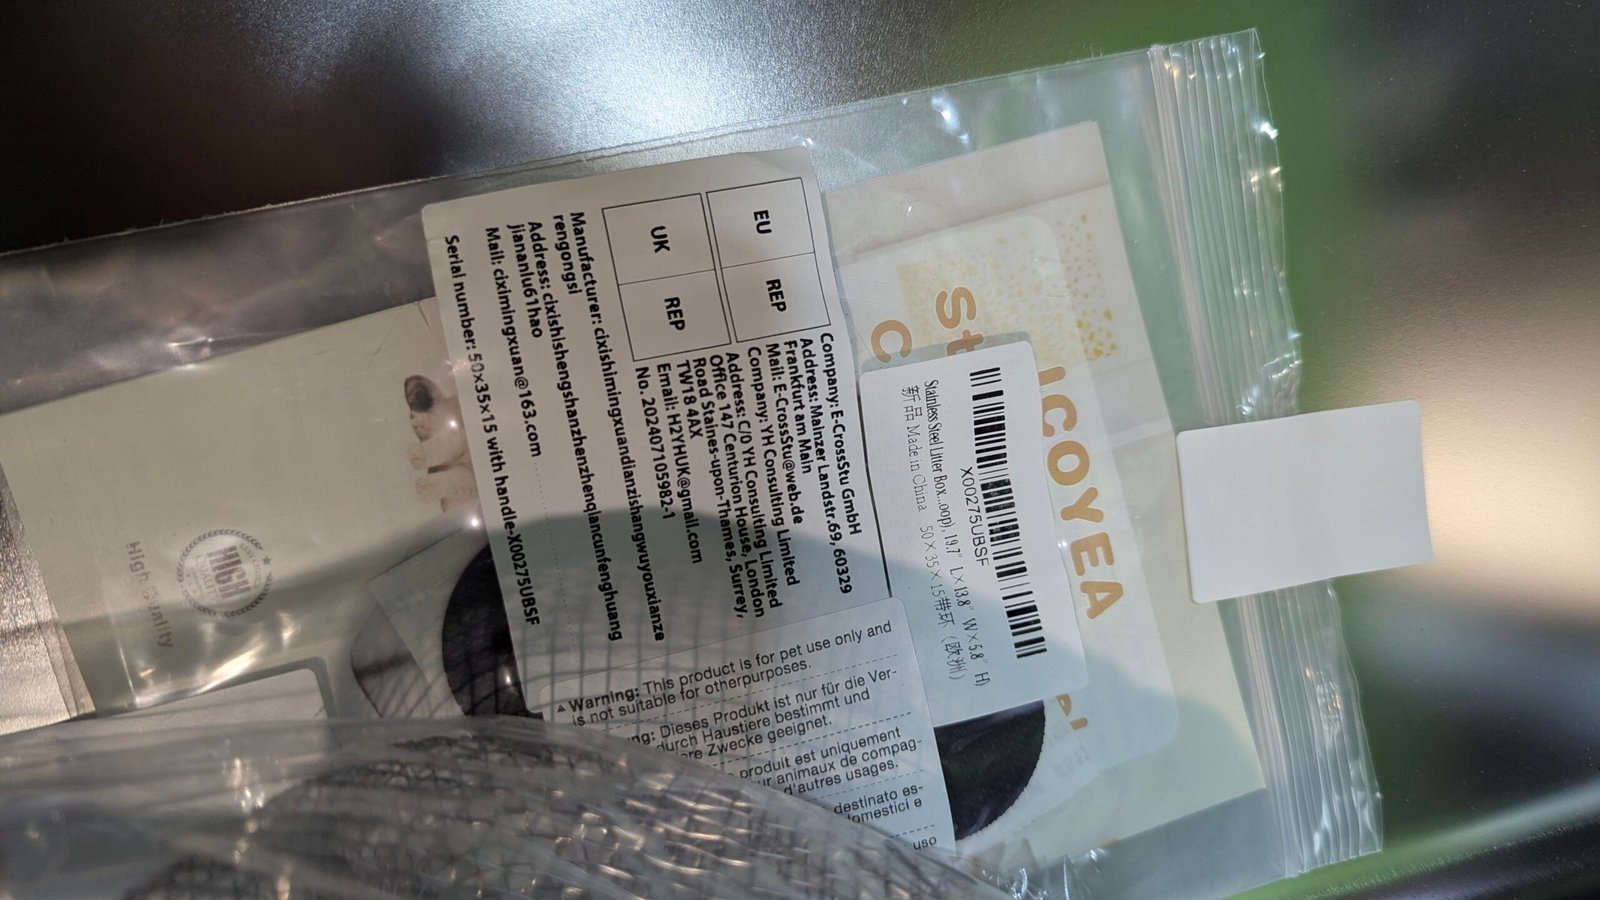 EU
REP
UK
REP
Company: E-CrossStu GmbH
Address: Mainzer Landstr.69, 60329
Frankfurt am Main
Mail: E-CrossStu@web.de
Company: YH Consulting Limited
Address: C/O YH Consulting Limited
Office 147 Centurion House, London
Road Staines-upon-Thames, Surrey,
TW18 4AX
Email: H2YHUK@gmail.com
No. 20240710598​2-1
Manufacturer: cixishimingxuandianzishangwuyouxianze
rengongsi
Address: cixishishengshanzhenzhenqiancunfenghuang
jiananlu61hao
Mail: ciximingxuan@163.com
Serial number: 50×35×15 with handle-X00275UBSF
X00275UBSF
Stainless Steel Litter Box...oop), 19.7" L×13.8" W×5.8" H)
新品 Made in China 50×35×15带环（欧洲）
ICOYEA
Warning: This product is for pet use only and
is not suitable for otherpurposes.
Dieses Produkt ist nur für die Ver-
durch Haustiere bestimmt und
Zwecke geeignet.
produit est uniquement
animaux de compag-
d'autres usages.
destinato es-
domestici e
uso
HIGH
QUALITY
High quality